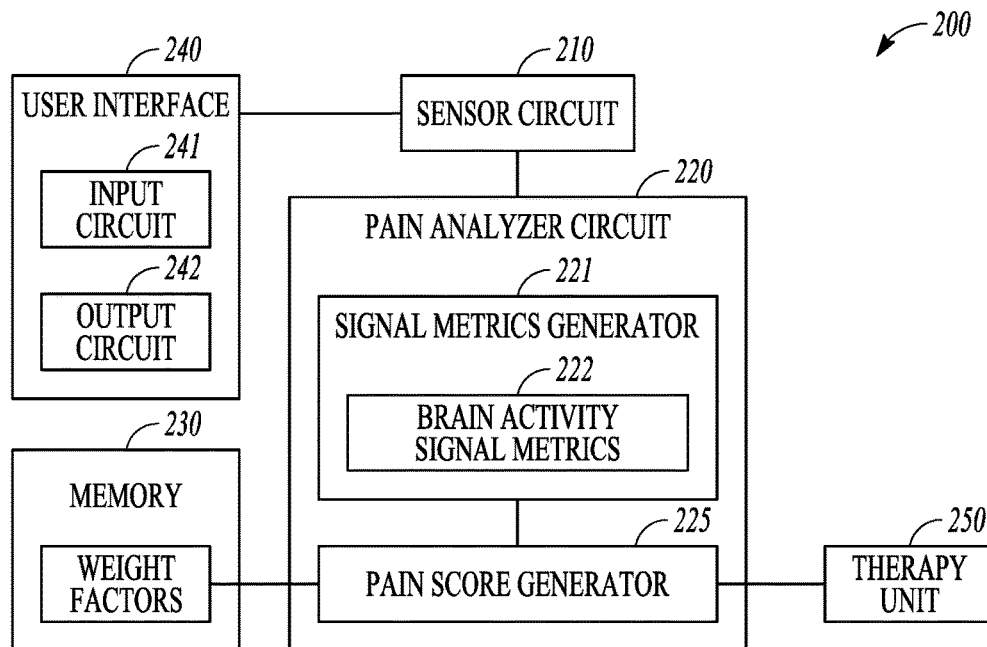 200
240
USER INTERFACE
241
INPUT
CIRCUIT
242
OUTPUT
CIRCUIT
210
SENSOR CIRCUIT
220
PAIN ANALYZER CIRCUIT
221
SIGNAL METRICS GENERATOR
222
BRAIN ACTIVITY
SIGNAL METRICS
230
MEMORY
WEIGHT
FACTORS
225
PAIN SCORE GENERATOR
250
THERAPY
UNIT